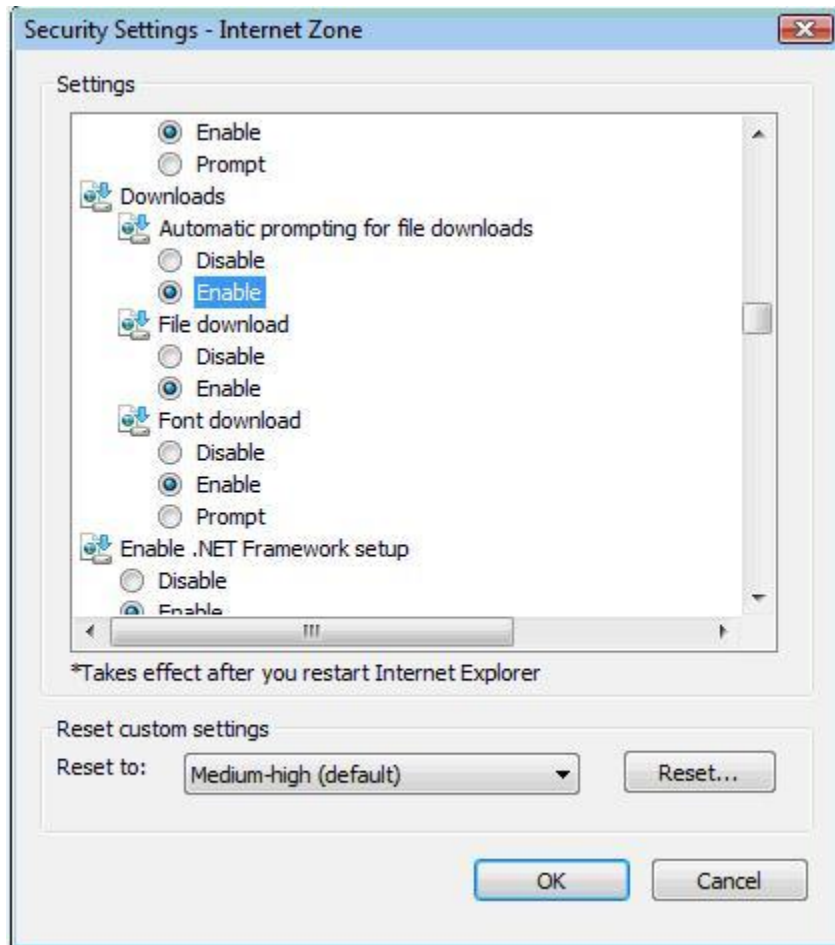 Security Settings - Internet Zone
Settings
Enable
Prompt
Downloads
Automatic prompting for file downloads
Disable
Enable
File download
Disable
Enable
Font download
Disable
Enable
Prompt
Enable .NET Framework setup
Disable
Enable
*Takes effect after you restart Internet Explorer
Reset custom settings
Reset to: Medium-high (default) Reset...
OK Cancel